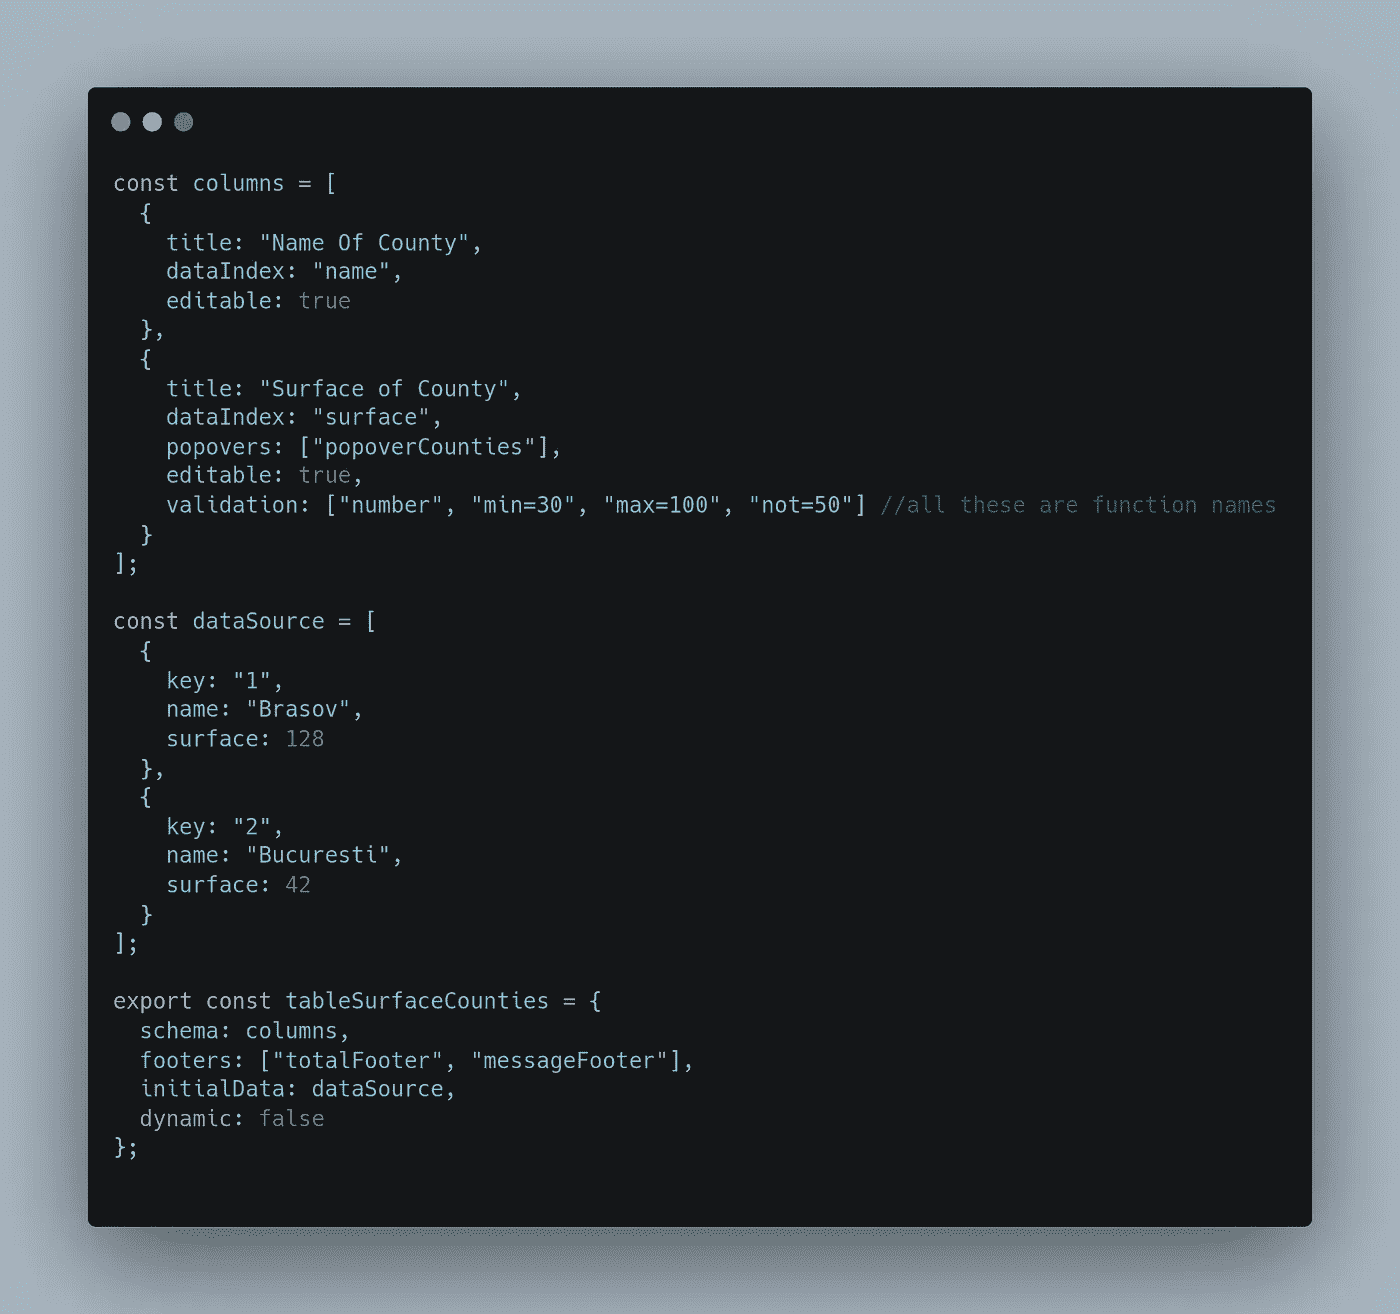 const columns = [
  {
    title: "Name Of County",
    dataIndex: "name",
    editable: true
  },
  {
    title: "Surface of County",
    dataIndex: "surface",
    popovers: ["popoverCounties"],
    editable: true,
    validation: ["number", "min=30", "max=100", "not=50"] //all these are function names
  }
];

const dataSource = [
  {
    key: "1",
    name: "Brasov",
    surface: 128
  },
  {
    key: "2",
    name: "Bucuresti",
    surface: 42
  }
];

export const tableSurfaceCounties = {
  schema: columns,
  footers: ["totalFooter", "messageFooter"],
  initialData: dataSource,
  dynamic: false
};